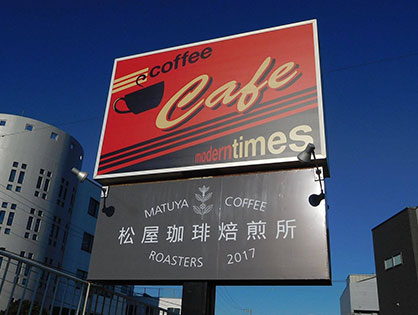 e coffee
Cafe
moderntimes
MATUYA COFFEE
松屋珈琲焙煎所
ROASTERS 2017